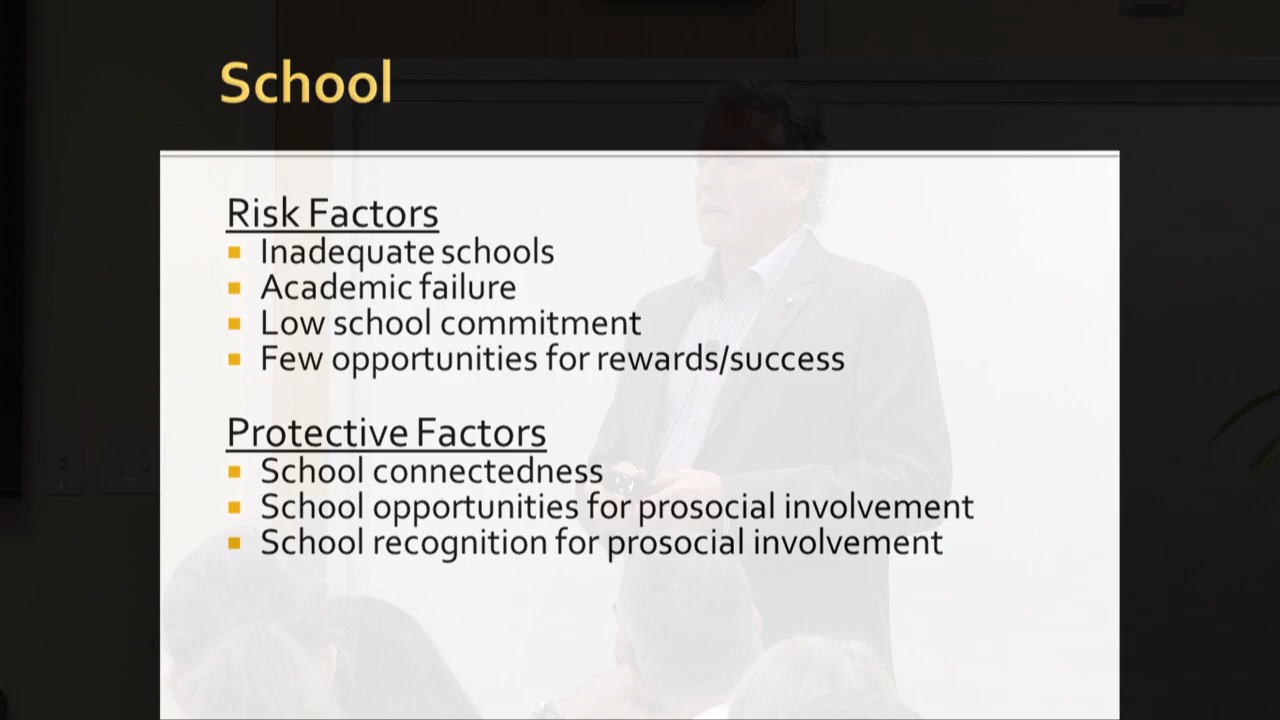 School
Risk Factors
Inadequate schools
Academic failure
Low school commitment
Few opportunities for rewards/success
Protective Factors
School connectedness
School opportunities for prosocial involvement
School recognition for prosocial involvement